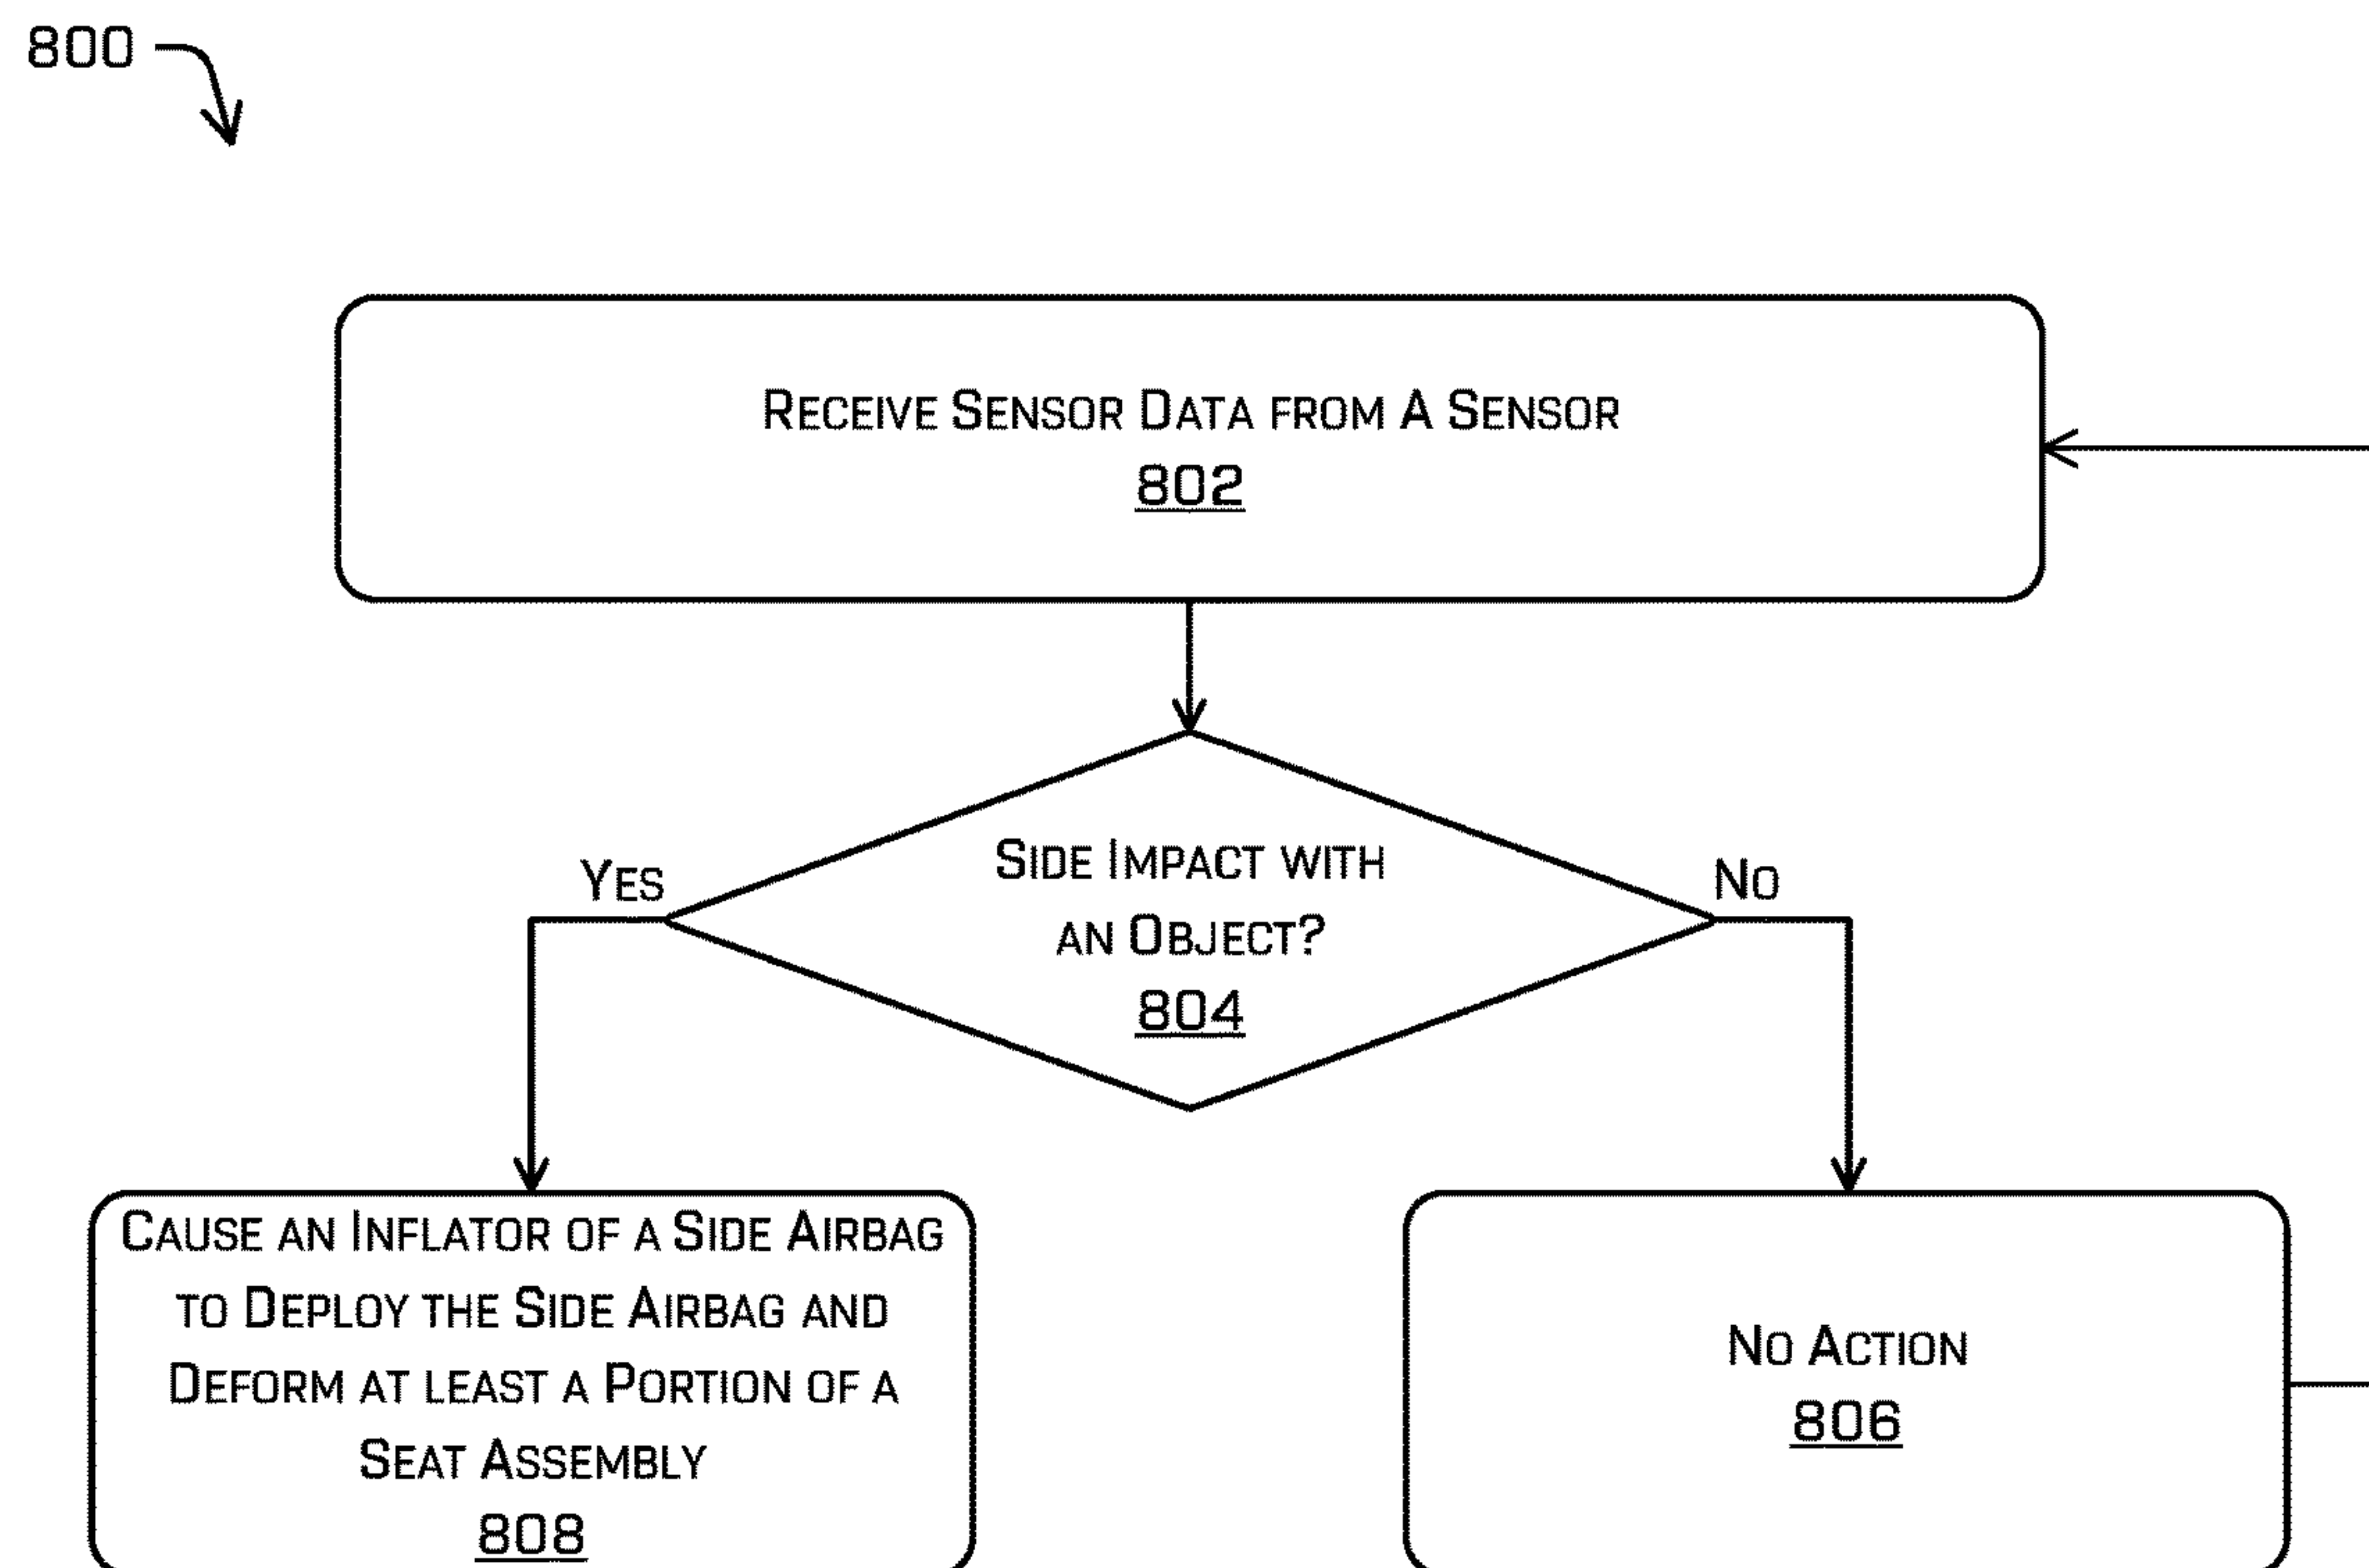 800
Receive Sensor Data from A Sensor
802
Side Impact with
an Object?
804
Yes
No
Cause an Inflator of a Side Airbag
to Deploy the Side Airbag and
Deform at least a Portion of a
Seat Assembly
808
No Action
806